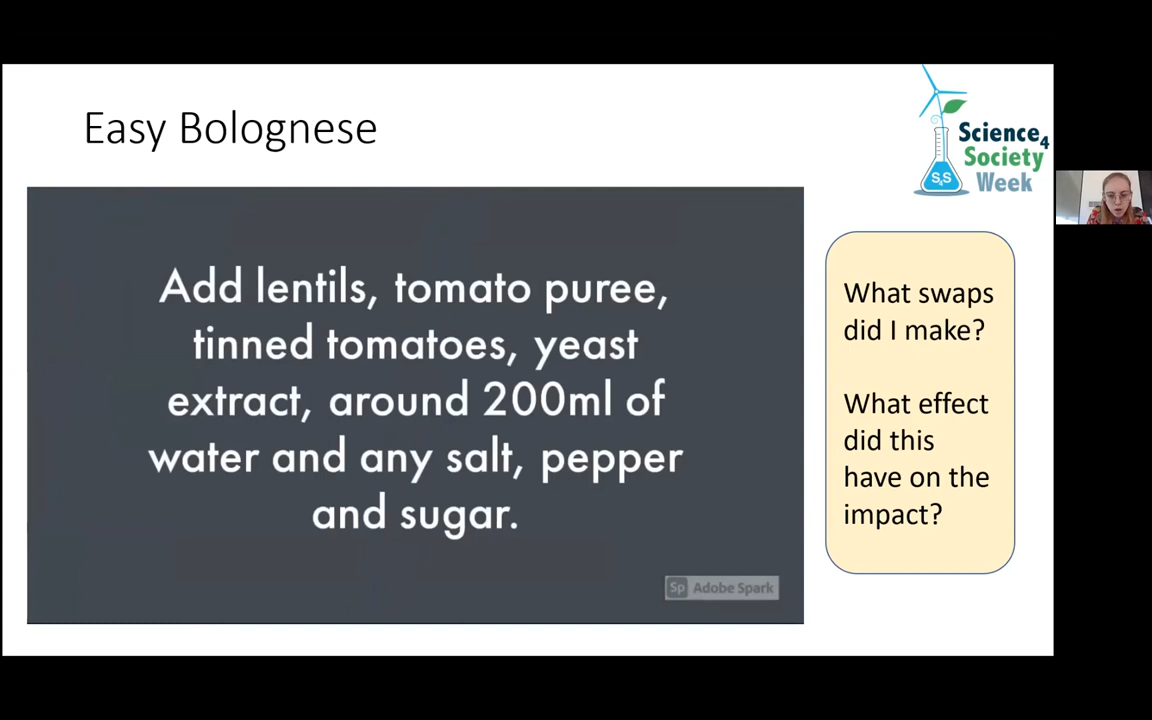 Easy Bolognese
Science4
Society
Week
S4S
Add lentils, tomato puree,
tinned tomatoes, yeast
extract, around 200ml of
water and any salt, pepper
and sugar.
Sp Adobe Spark
What swaps
did I make?
What effect
did this
have on the
impact?